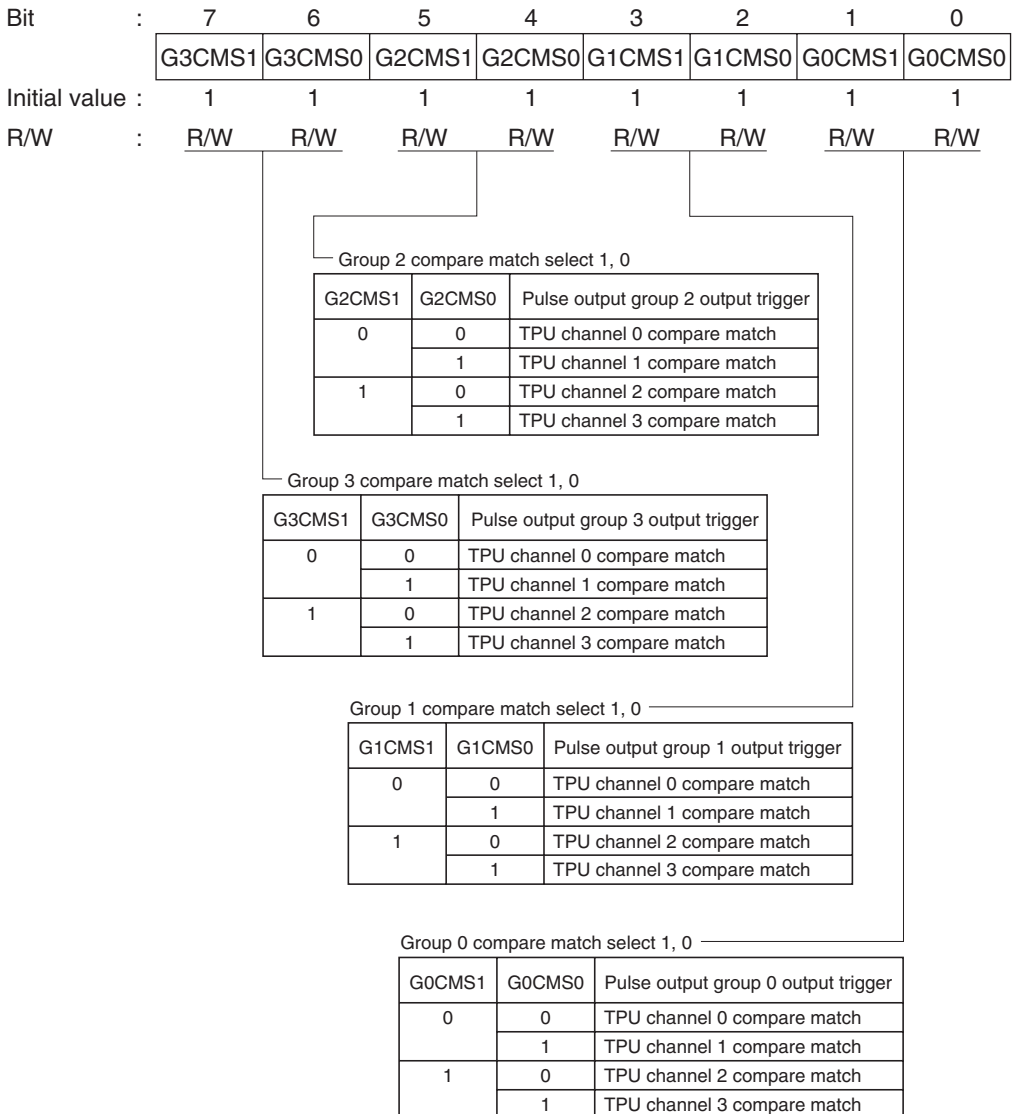 Bit : 7 6 5 4 3 2 1 0
G3CMS1 G3CMS0 G2CMS1 G2CMS0 G1CMS1 G1CMS0 G0CMS1 G0CMS0
Initial value : 1 1 1 1 1 1 1 1
R/W : R/W R/W R/W R/W R/W R/W R/W R/W
Group 2 compare match select 1, 0
G2CMS1 G2CMS0 Pulse output group 2 output trigger
0 0 TPU channel 0 compare match
1 TPU channel 1 compare match
1 0 TPU channel 2 compare match
1 TPU channel 3 compare match
Group 3 compare match select 1, 0
G3CMS1 G3CMS0 Pulse output group 3 output trigger
0 0 TPU channel 0 compare match
1 TPU channel 1 compare match
1 0 TPU channel 2 compare match
1 TPU channel 3 compare match
Group 1 compare match select 1, 0
G1CMS1 G1CMS0 Pulse output group 1 output trigger
0 0 TPU channel 0 compare match
1 TPU channel 1 compare match
1 0 TPU channel 2 compare match
1 TPU channel 3 compare match
Group 0 compare match select 1, 0
G0CMS1 G0CMS0 Pulse output group 0 output trigger
0 0 TPU channel 0 compare match
1 TPU channel 1 compare match
1 0 TPU channel 2 compare match
1 TPU channel 3 compare match